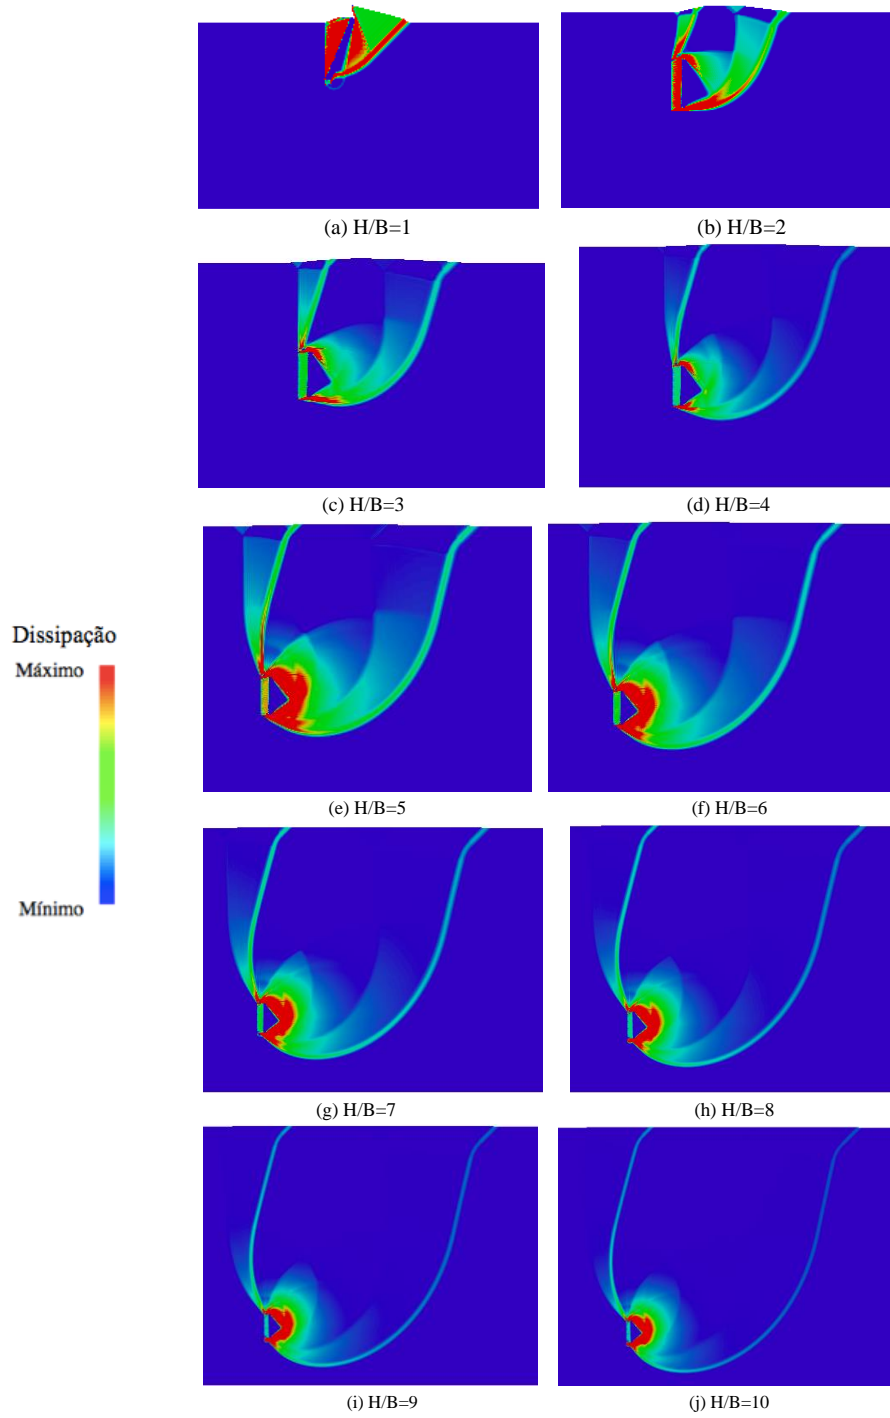 (a) H/B=1
(b) H/B=2
(c) H/B=3
(d) H/B=4
(e) H/B=5
(f) H/B=6
Dissipação
Máximo
Mínimo
(g) H/B=7
(h) H/B=8
(i) H/B=9
(j) H/B=10